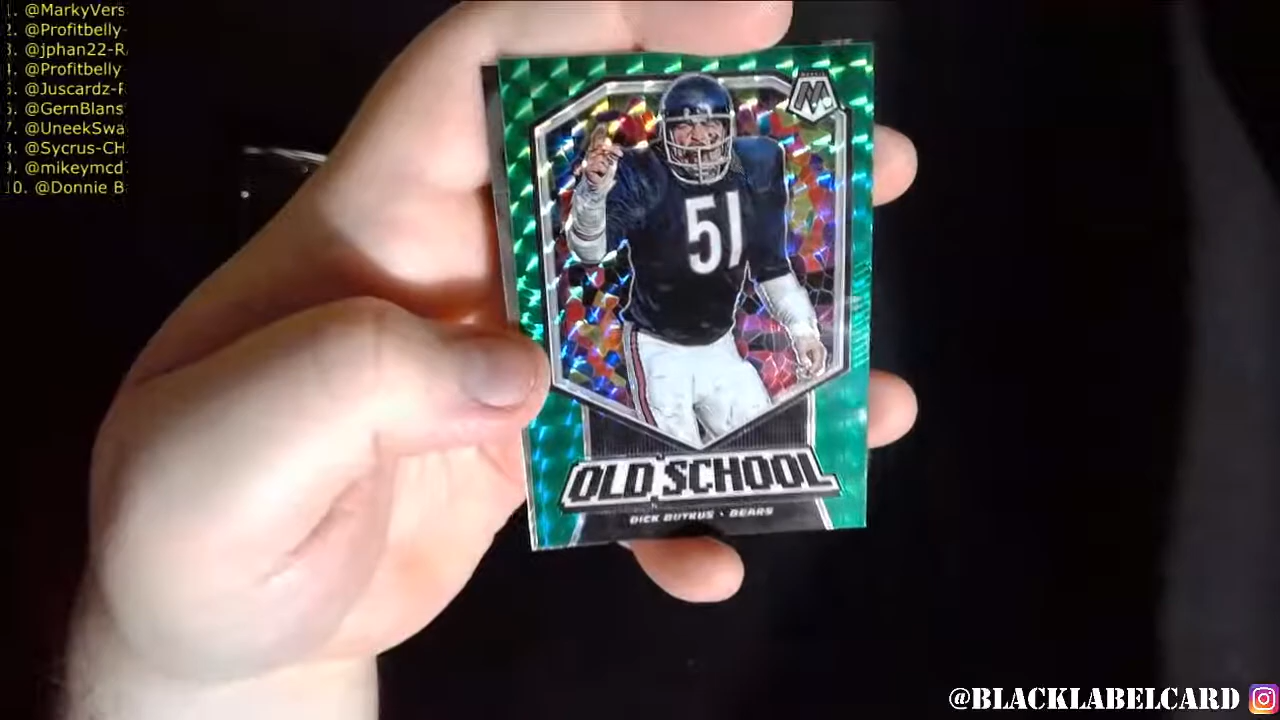 1. @MarkyVers
2. @Profitbelly-
3. @jphan22-R
4. @Profitbelly-
5. @Juscardz-F
6. @GernBlans
7. @UneekSwa
8. @Sycrus-CH
9. @mikeymcd
10. @Donnie B
M
51
OLD SCHOOL
DICK BUTKUS • BEARS
@BLACKLABELCARD